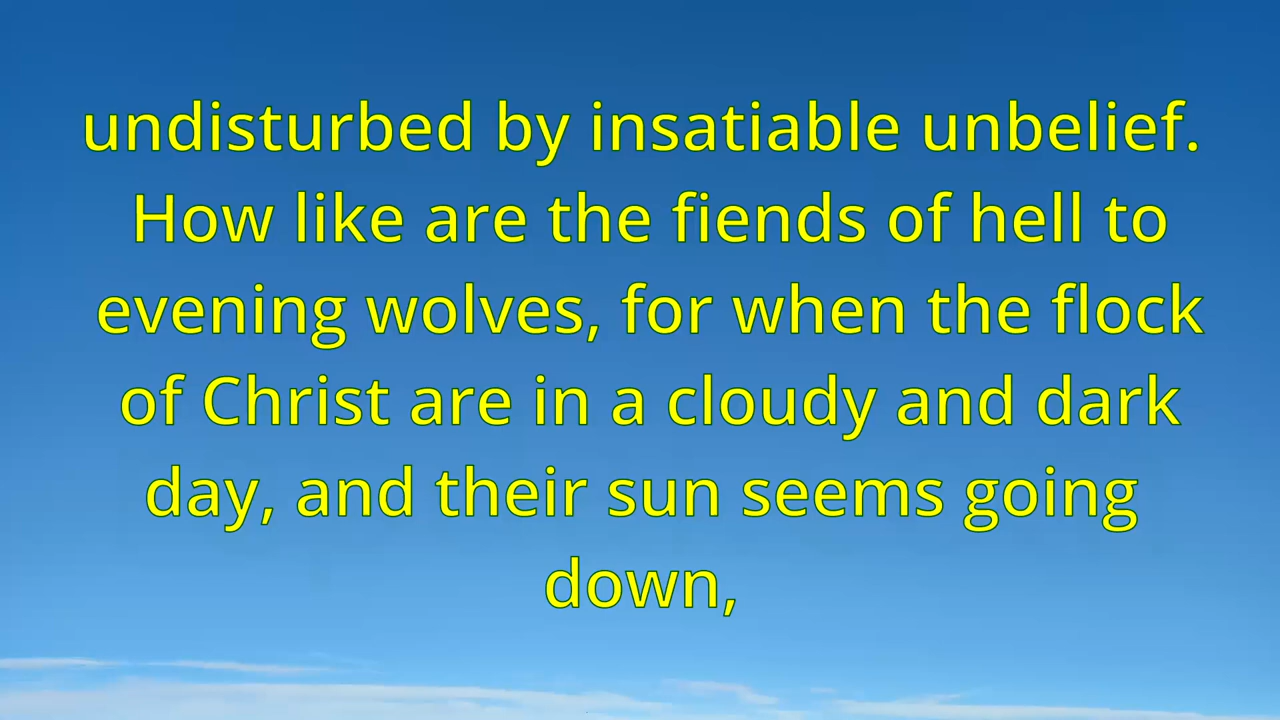 undisturbed by insatiable unbelief.
How like are the fiends of hell to
evening wolves, for when the flock
of Christ are in a cloudy and dark
day, and their sun seems going
down,